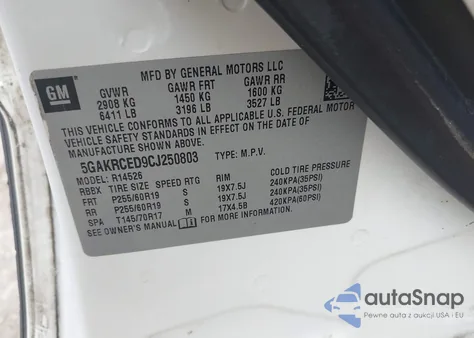 GM
MFD BY GENERAL MOTORS LLC
GVWR GAWR FRT GAWR RR
2908 KG 1450 KG 1600 KG
6411 LB 3196 LB 3527 LB
THIS VEHICLE CONFORMS TO ALL APPLICABLE U.S. FEDERAL MOTOR
VEHICLE SAFETY STANDARDS IN EFFECT ON THE DATE OF
MANUFACTURE SHOWN ABOVE.
5GAKRCED9CJ250803 TYPE: M.P.V.
R14526
RBBX TIRE SIZE SPEED RTG RIM COLD TIRE PRESSURE
FRT P255/60R19 S 19X7.5J 240KPA(35PSI)
RR P255/60R19 S 19X7.5J 240KPA(35PSI)
SPA T145/70R17 M 17X4.5B 420KPA(60PSI)
SEE OWNER'S MANUAL
autoSnap
Pewne auta z aukcji.USA i EU